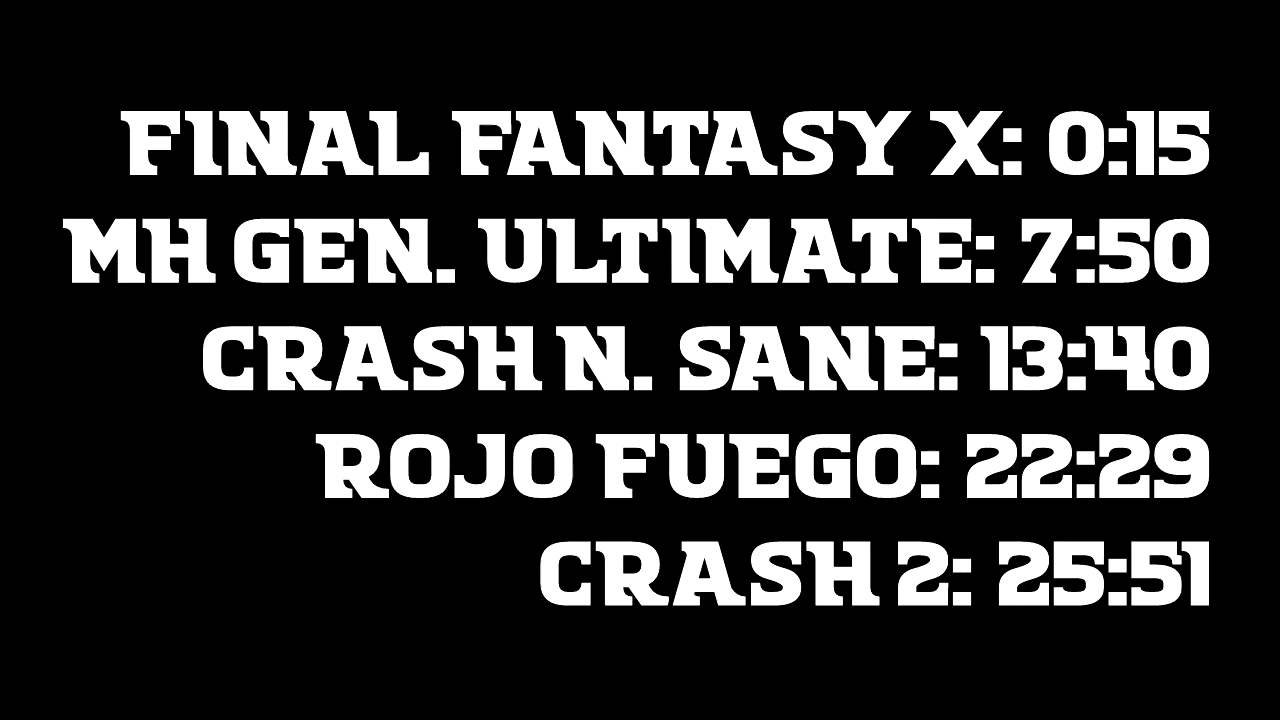 FINAL FANTASY X: 0:15
MH GEN. ULTIMATE: 7:50
CRASH N. SANE: 13:40
ROJO FUEGO: 22:29
CRASH 2: 25:51